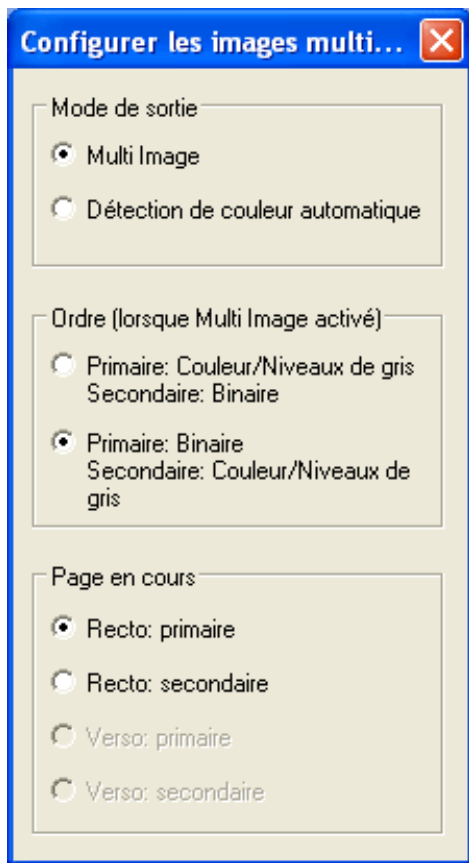 Configurer les images multi...
Mode de sortie
Multi Image
Détection de couleur automatique
Ordre (lorsque Multi Image activé)
Primaire: Couleur/Niveaux de gris
Secondaire: Binaire
Primaire: Binaire
Secondaire: Couleur/Niveaux de
gris
Page en cours
Recto: primaire
Recto: secondaire
Verso: primaire
Verso: secondaire